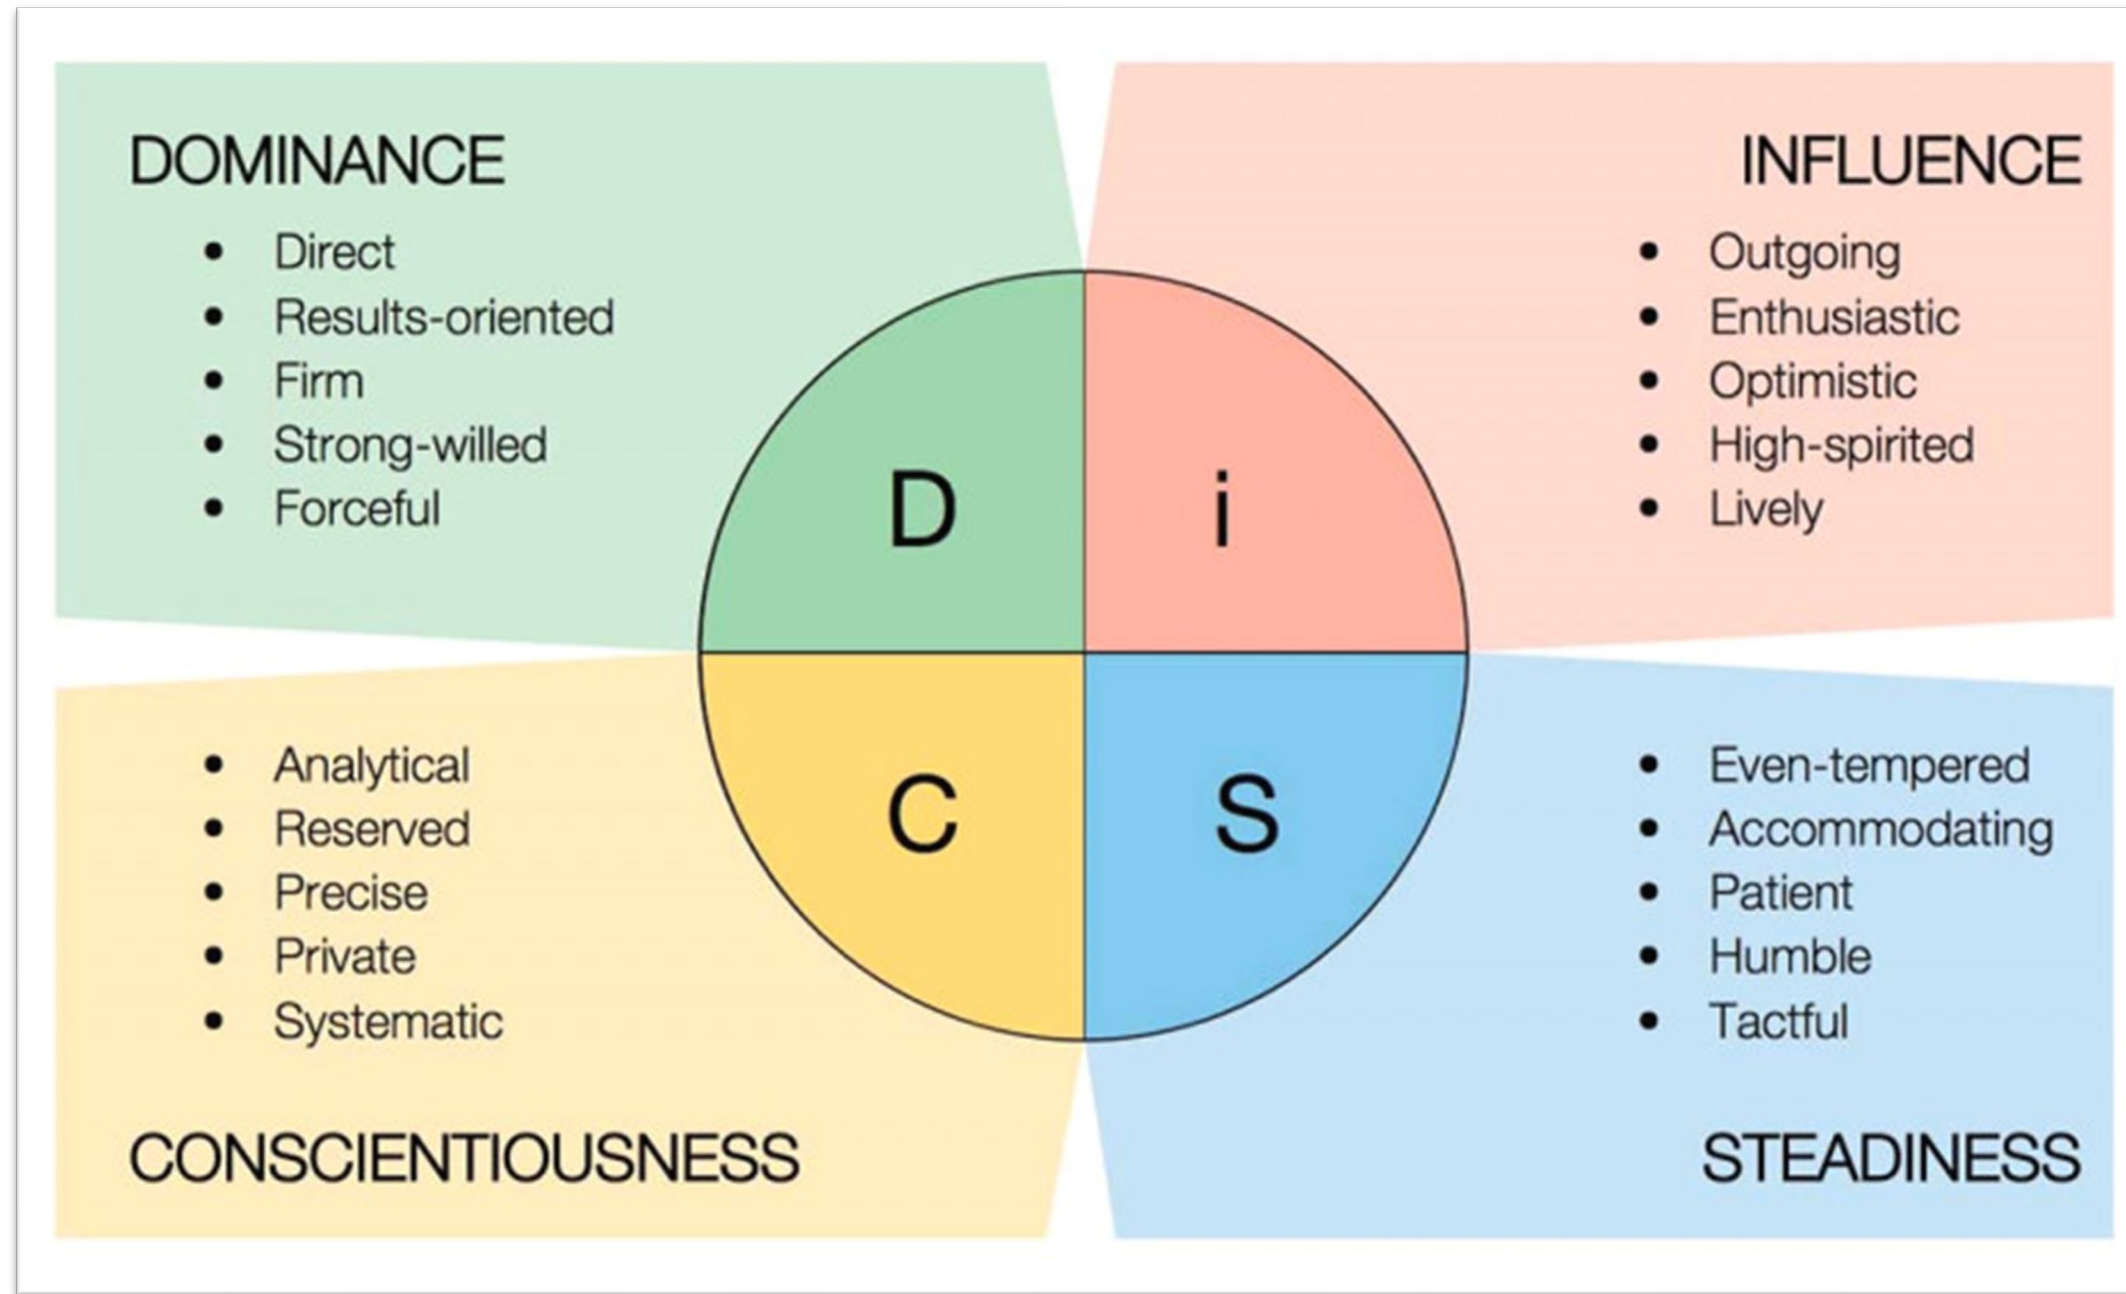 DOMINANCE
• Direct
• Results-oriented
• Firm
• Strong-willed
• Forceful
INFLUENCE
• Outgoing
• Enthusiastic
• Optimistic
• High-spirited
• Lively
D
i
C
S
• Analytical
• Reserved
• Precise
• Private
• Systematic
CONSCIENTIOUSNESS
• Even-tempered
• Accommodating
• Patient
• Humble
• Tactful
STEADINESS